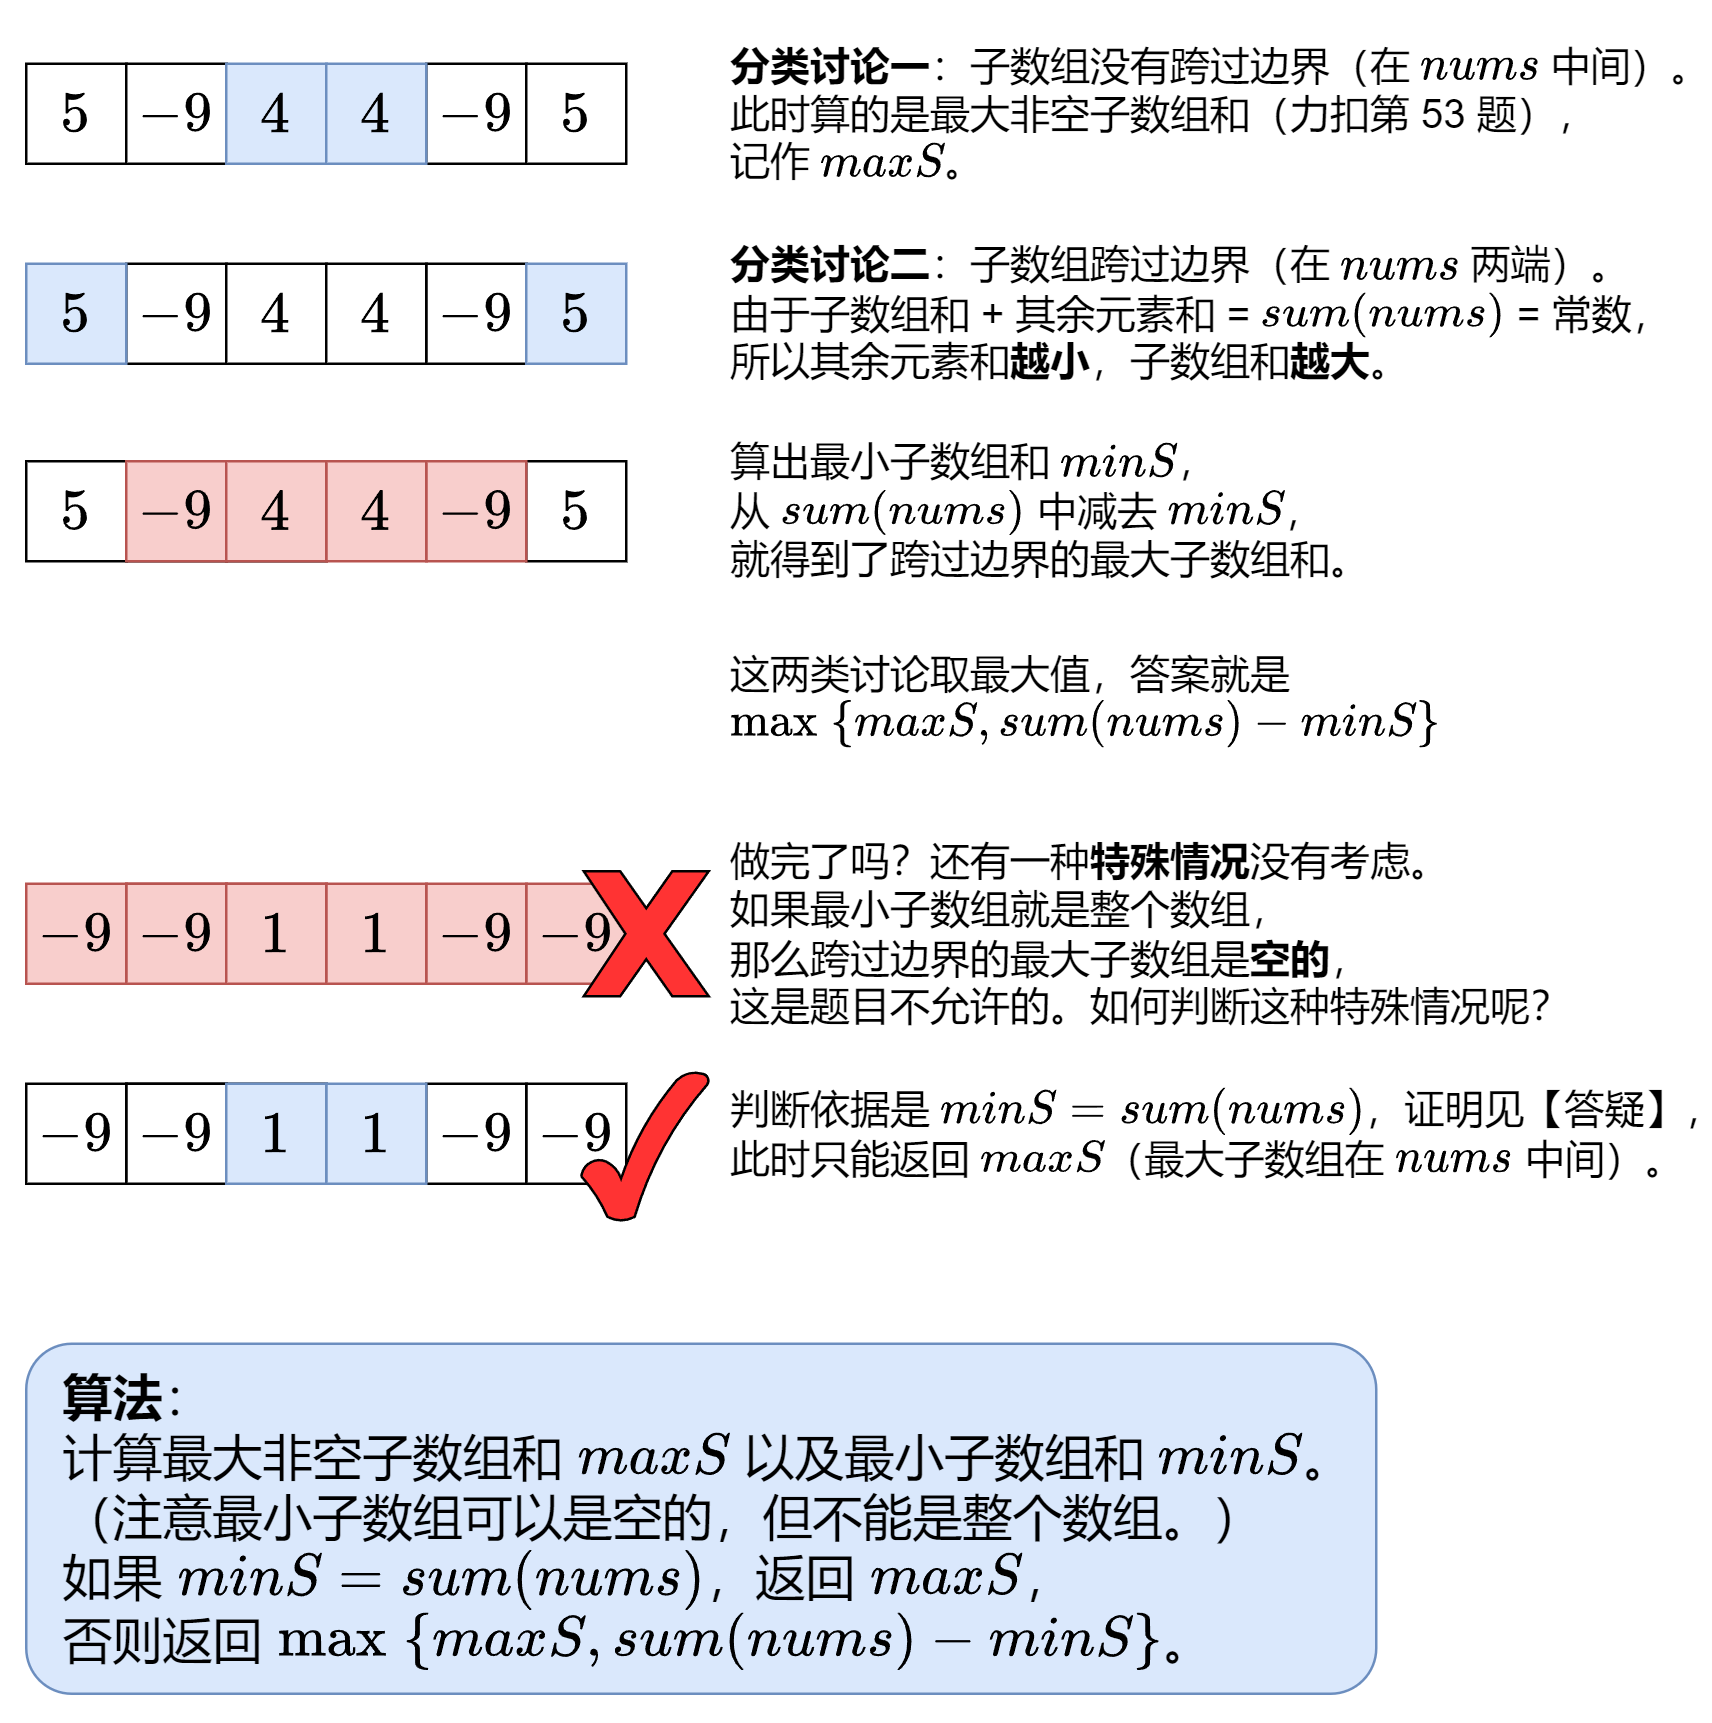 5 −9 4 4 −9 5
分类讨论一：子数组没有跨过边界（在 nums 中间）。
此时算的是最大非空子数组和（力扣第 53 题），
记作 maxS。
5 −9 4 4 −9 5
分类讨论二：子数组跨过边界（在 nums 两端）。
由于子数组和 + 其余元素和 = sum(nums) = 常数，
所以其余元素和越小，子数组和越大。
5 −9 4 4 −9 5
算出最小子数组和 minS，
从 sum(nums) 中减去 minS，
就得到了跨过边界的最大子数组和。
这两类讨论取最大值，答案就是
max {maxS, sum(nums) − minS}
−9 −9 1 1 −9 −9
做完了吗？还有一种特殊情况没有考虑。
如果最小子数组就是整个数组，
那么跨过边界的最大子数组是空的，
这是题目不允许的。如何判断这种特殊情况呢？
−9 −9 1 1 −9 −9
判断依据是 minS = sum(nums)，证明见【答疑】，
此时只能返回 maxS（最大子数组在 nums 中间）。
算法：
计算最大非空子数组和 maxS 以及最小子数组和 minS。
（注意最小子数组可以是空的，但不能是整个数组。）
如果 minS = sum(nums)，返回 maxS，
否则返回 max {maxS, sum(nums) − minS}。